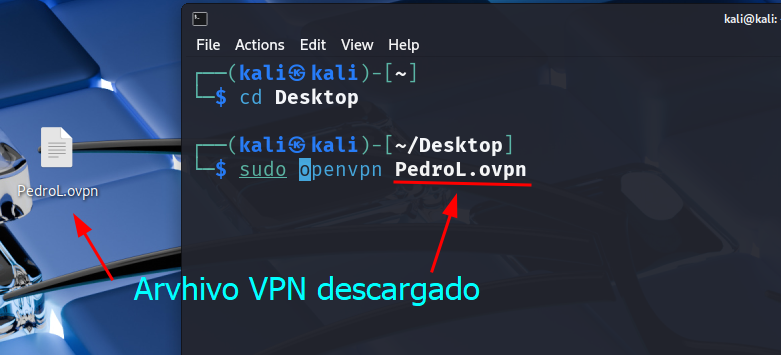 kali@kali:
File Actions Edit View Help
┌──(kali㉿kali)-[~]
└─$ cd Desktop
┌──(kali㉿kali)-[~/Desktop]
└─$ sudo openvpn PedroL.ovpn
PedroL.ovpn
Arvhivo VPN descargado